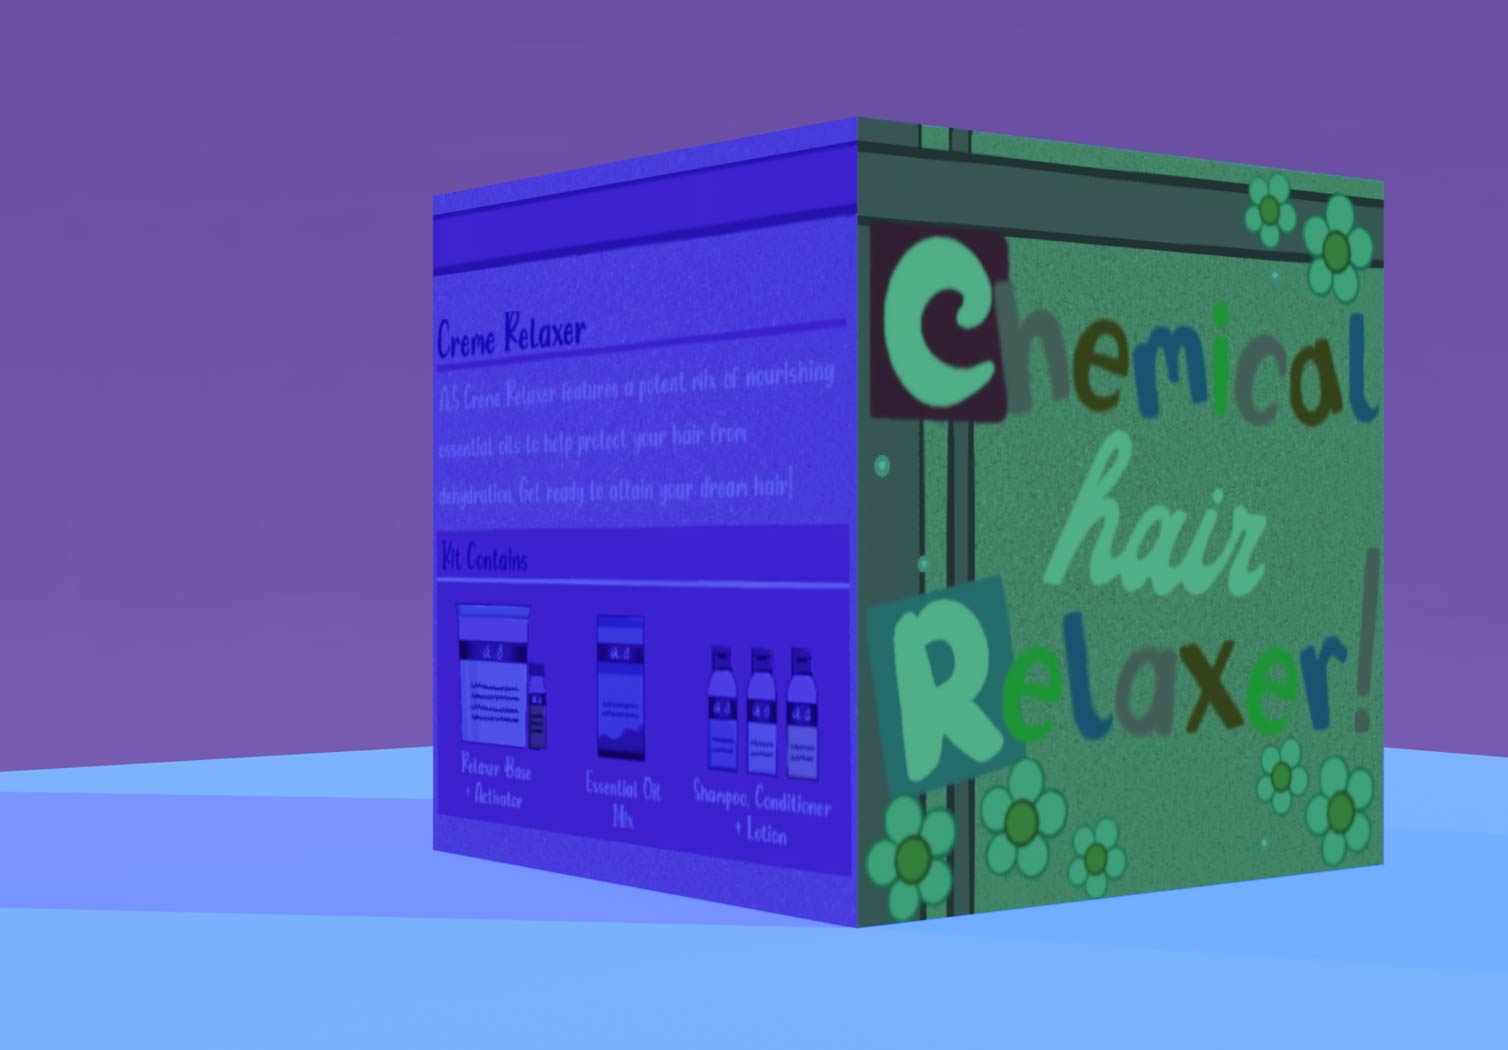 Creme Relaxer
A.S Creme Relaxer features a potent mix of nourishing
essential oils to help protect your hair from
dehydration. Get ready to attain your dream hair!
Kit Contains
a.s
a.s
a.s
a.s
a.s
a.s
Relaxer Base
+ Activator
Essential Oil
Mix
Shampoo, Conditioner
+ Lotion
Chemical
hair
Relaxer!